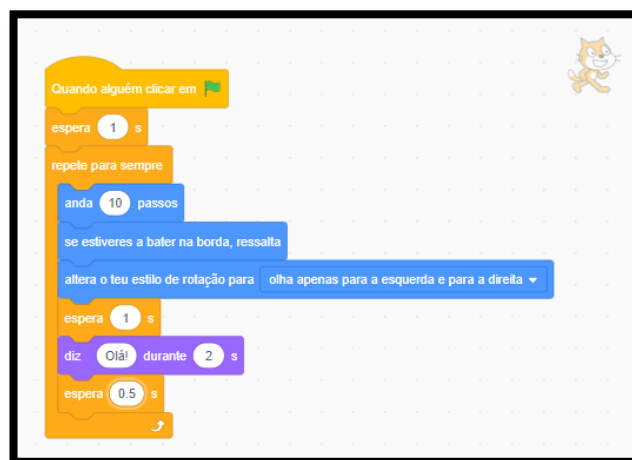 Quando alguém clicar em
espera 1 s
repete para sempre
anda 10 passos
se estiveres a bater na borda, ressalta
altera o teu estilo de rotação para olha apenas para a esquerda e para a direita
espera 1 s
diz Olá! durante 2 s
espera 0.5 s